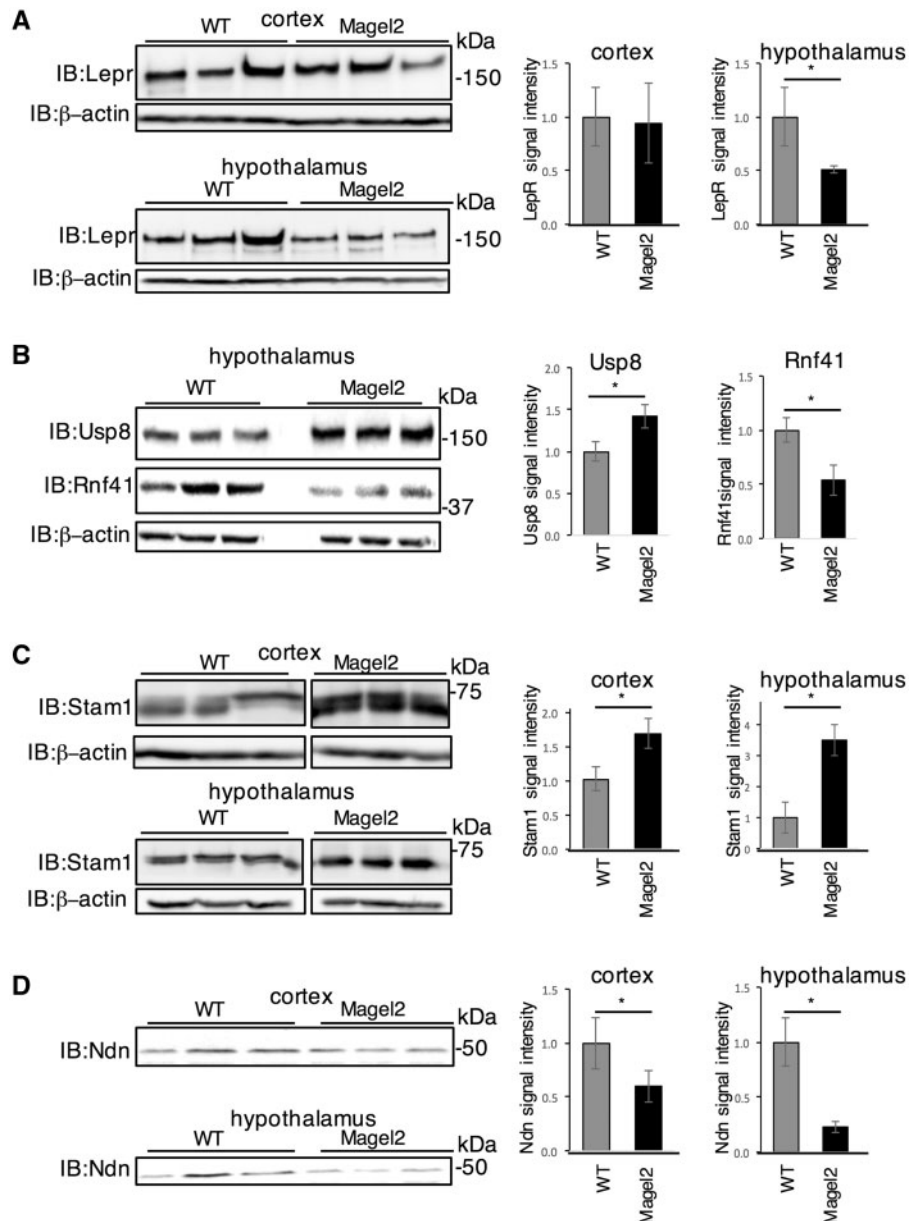 A
cortex
WT
Magel2
kDa
IB:Lepr
-150
IB:β-actin
hypothalamus
WT
Magel2
IB:Lepr
-150
IB:β-actin
cortex
LepR signal intensity
1.5
1.0
0.5
0.0
WT
Magel2
hypothalamus
LepR signal intensity
1.5
1.0
0.5
0.0
*
WT
Magel2
B
hypothalamus
WT
Magel2
kDa
IB:Usp8
-150
IB:Rnf41
-37
IB:β-actin
Usp8
Usp8 signal intensity
2.0
1.5
1.0
0.5
0.0
*
WT
Magel2
Rnf41
Rnf41signal intensity
1.5
1.0
0.5
0.0
*
WT
Magel2
C
cortex
WT
Magel2
kDa
IB:Stam1
-75
IB:β-actin
hypothalamus
WT
Magel2
kDa
IB:Stam1
-75
IB:β-actin
cortex
Stam1 signal intensity
2.0
1.5
1.0
0.5
0.0
*
WT
Magel2
hypothalamus
Stam1 signal intensity
4
3
2
1
0
*
WT
Magel2
D
cortex
WT
Magel2
kDa
IB:Ndn
-50
hypothalamus
WT
Magel2
IB:Ndn
-50
cortex
Ndn signal intensity
1.5
1.0
0.5
0.0
*
WT
Magel2
hypothalamus
Ndn signal intensity
1.5
1.0
0.5
0.0
*
WT
Magel2